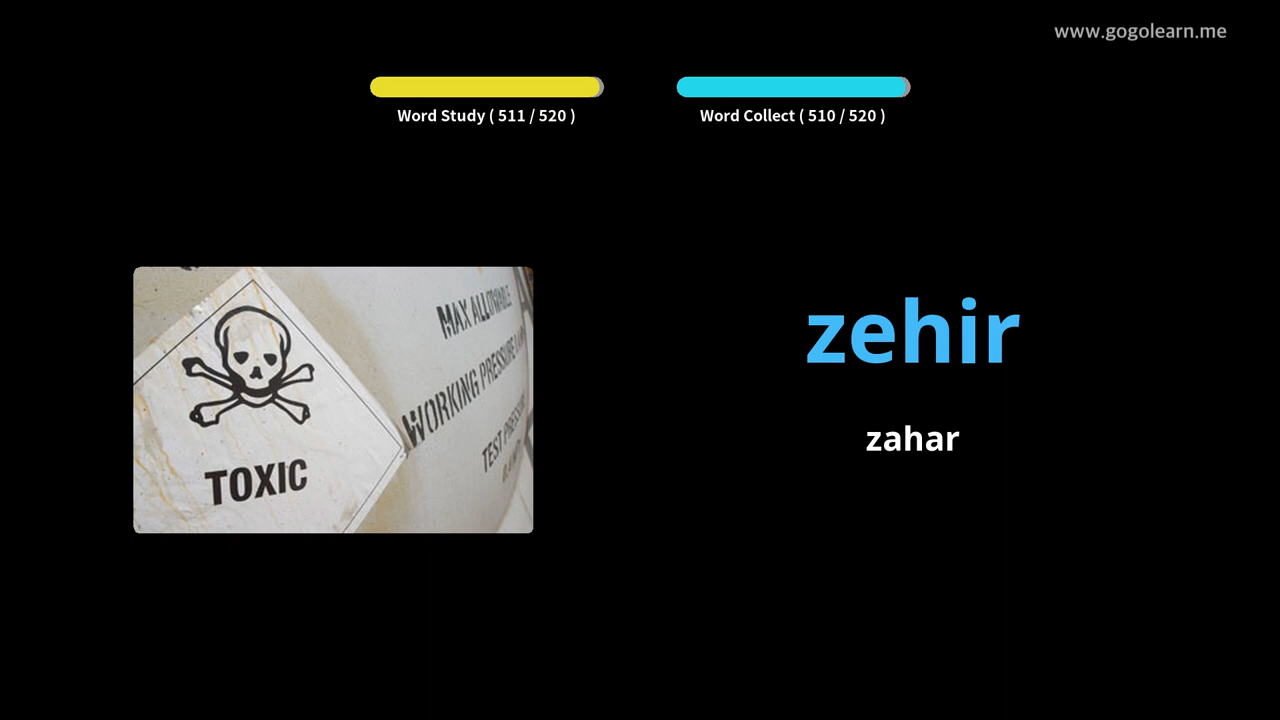 www.gogolearn.me
Word Study ( 511 / 520 )
Word Collect ( 510 / 520 )
MAX ALLOWABLE
WORKING PRESSURE
TEST PRESSURE
TOXIC
zehir
zahar